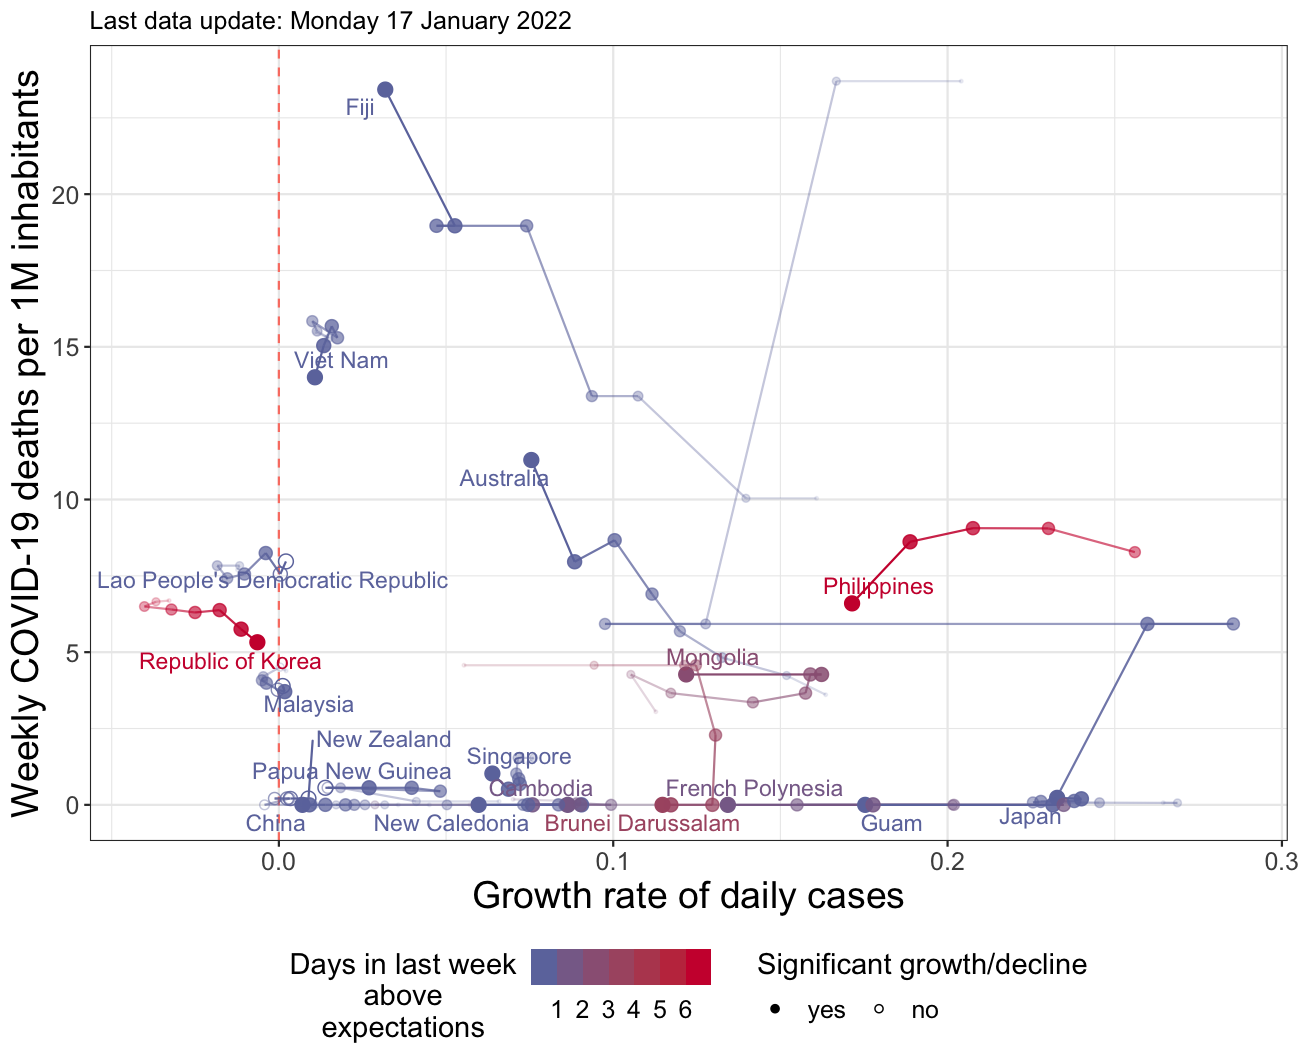 Last data update: Monday 17 January 2022
Weekly COVID-19 deaths per 1M inhabitants
20
15
10
5
0
Fiji
Viet Nam
Australia
Lao People's Democratic Republic
Philippines
Republic of Korea
Mongolia
Malaysia
New Zealand
Singapore
Papua New Guinea
Cambodia
French Polynesia
China
New Caledonia
Brunei Darussalam
Guam
Japan
0.0
0.1
0.2
0.3
Growth rate of daily cases
Days in last week
above
expectations
1 2 3 4 5 6
Significant growth/decline
yes
no